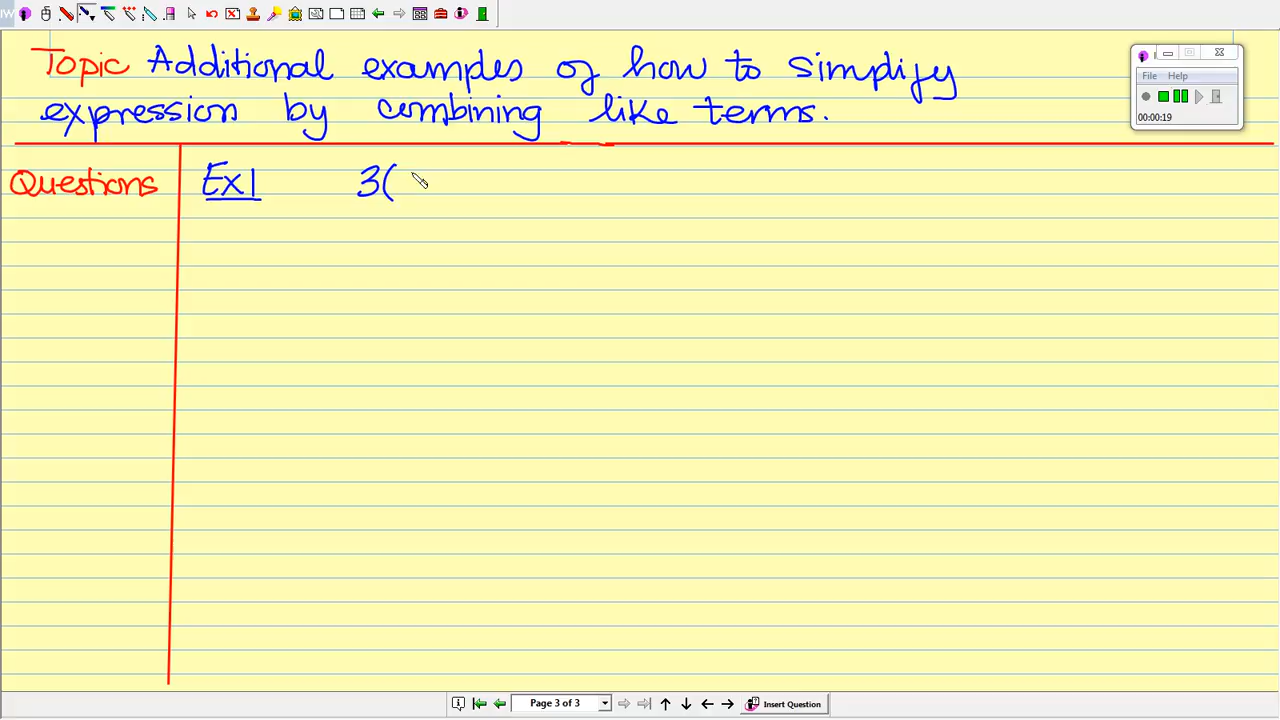 Topic Additional examples of how to simplify
expression by combining like terms.
File Help
00:00:19
Questions Ex1 3(
Page 3 of 3 Insert Question